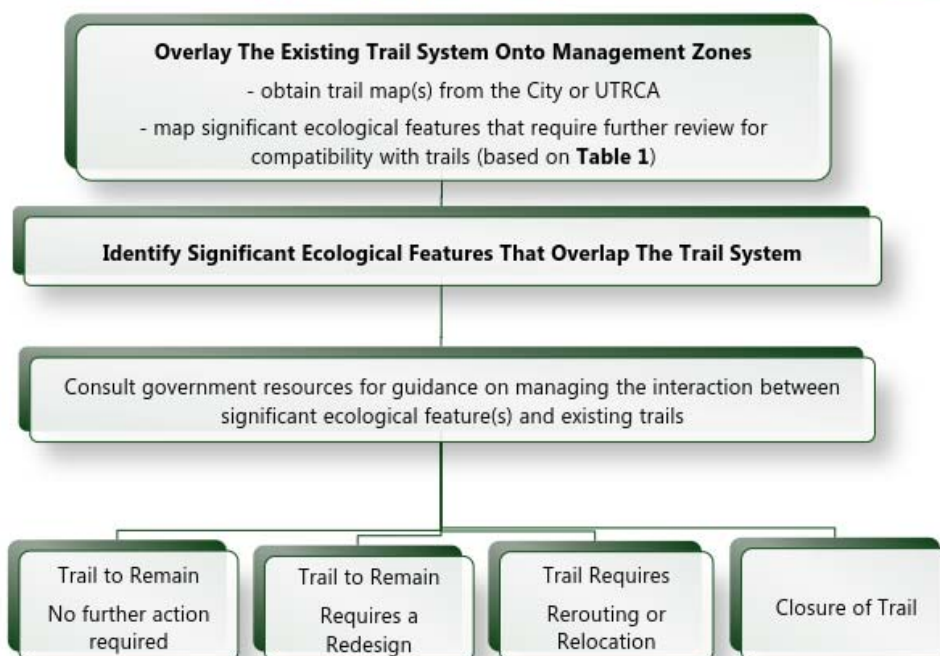 Overlay The Existing Trail System Onto Management Zones
- obtain trail map(s) from the City or UTRCA
- map significant ecological features that require further review for
compatibility with trails (based on Table 1)
Identify Significant Ecological Features That Overlap The Trail System
Consult government resources for guidance on managing the interaction between
significant ecological feature(s) and existing trails
Trail to Remain
No further action
required
Trail to Remain
Requires a
Redesign
Trail Requires
Rerouting or
Relocation
Closure of Trail